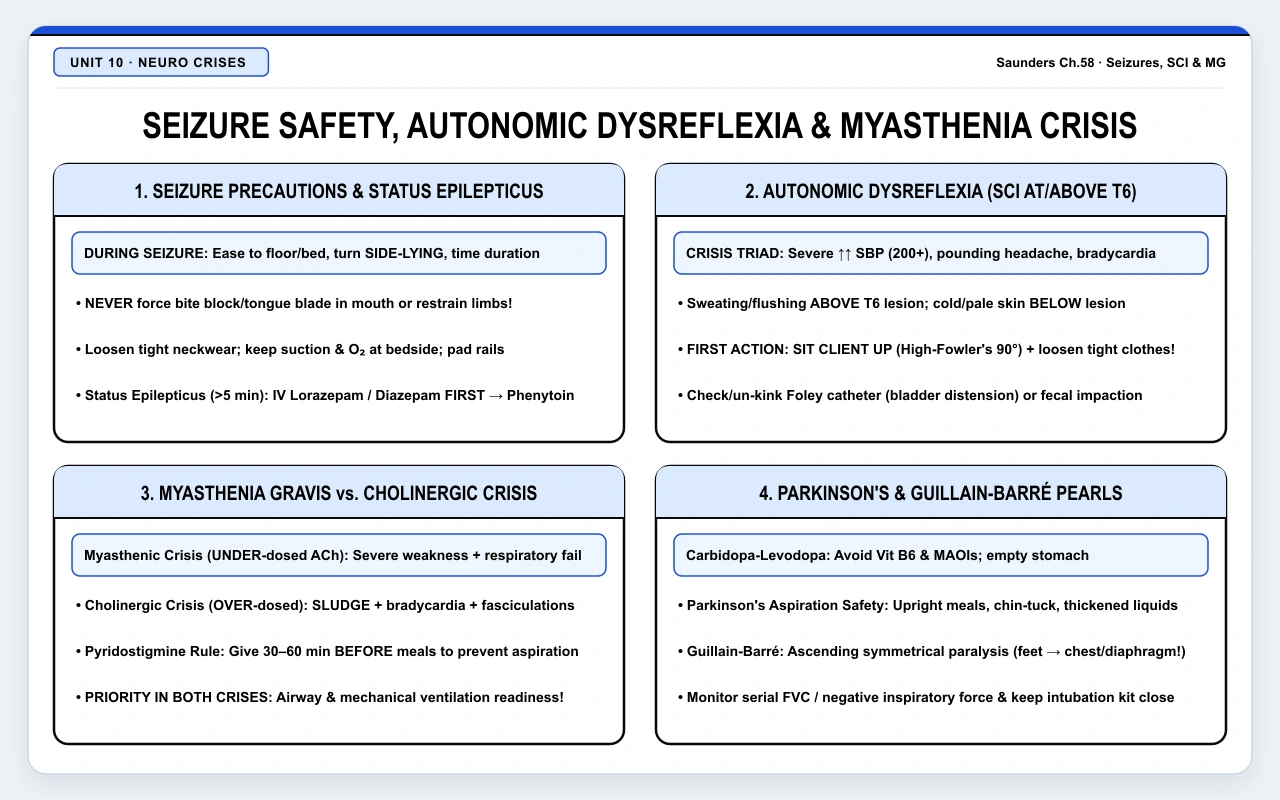 UNIT 10 · NEURO CRISES
Saunders Ch.58 · Seizures, SCI & MG
SEIZURE SAFETY, AUTONOMIC DYSREFLEXIA & MYASTHENIA CRISIS
1. SEIZURE PRECAUTIONS & STATUS EPILEPTICUS
DURING SEIZURE: Ease to floor/bed, turn SIDE-LYING, time duration
• NEVER force bite block/tongue blade in mouth or restrain limbs!
• Loosen tight neckwear; keep suction & O₂ at bedside; pad rails
• Status Epilepticus (>5 min): IV Lorazepam / Diazepam FIRST → Phenytoin
2. AUTONOMIC DYSREFLEXIA (SCI AT/ABOVE T6)
CRISIS TRIAD: Severe ↑↑ SBP (200+), pounding headache, bradycardia
• Sweating/flushing ABOVE T6 lesion; cold/pale skin BELOW lesion
• FIRST ACTION: SIT CLIENT UP (High-Fowler's 90°) + loosen tight clothes!
• Check/un-kink Foley catheter (bladder distension) or fecal impaction
3. MYASTHENIA GRAVIS vs. CHOLINERGIC CRISIS
Myasthenic Crisis (UNDER-dosed ACh): Severe weakness + respiratory fail
• Cholinergic Crisis (OVER-dosed): SLUDGE + bradycardia + fasciculations
• Pyridostigmine Rule: Give 30–60 min BEFORE meals to prevent aspiration
• PRIORITY IN BOTH CRISES: Airway & mechanical ventilation readiness!
4. PARKINSON'S & GUILLAIN-BARRÉ PEARLS
Carbidopa-Levodopa: Avoid Vit B6 & MAOIs; empty stomach
• Parkinson's Aspiration Safety: Upright meals, chin-tuck, thickened liquids
• Guillain-Barré: Ascending symmetrical paralysis (feet → chest/diaphragm!)
• Monitor serial FVC / negative inspiratory force & keep intubation kit close